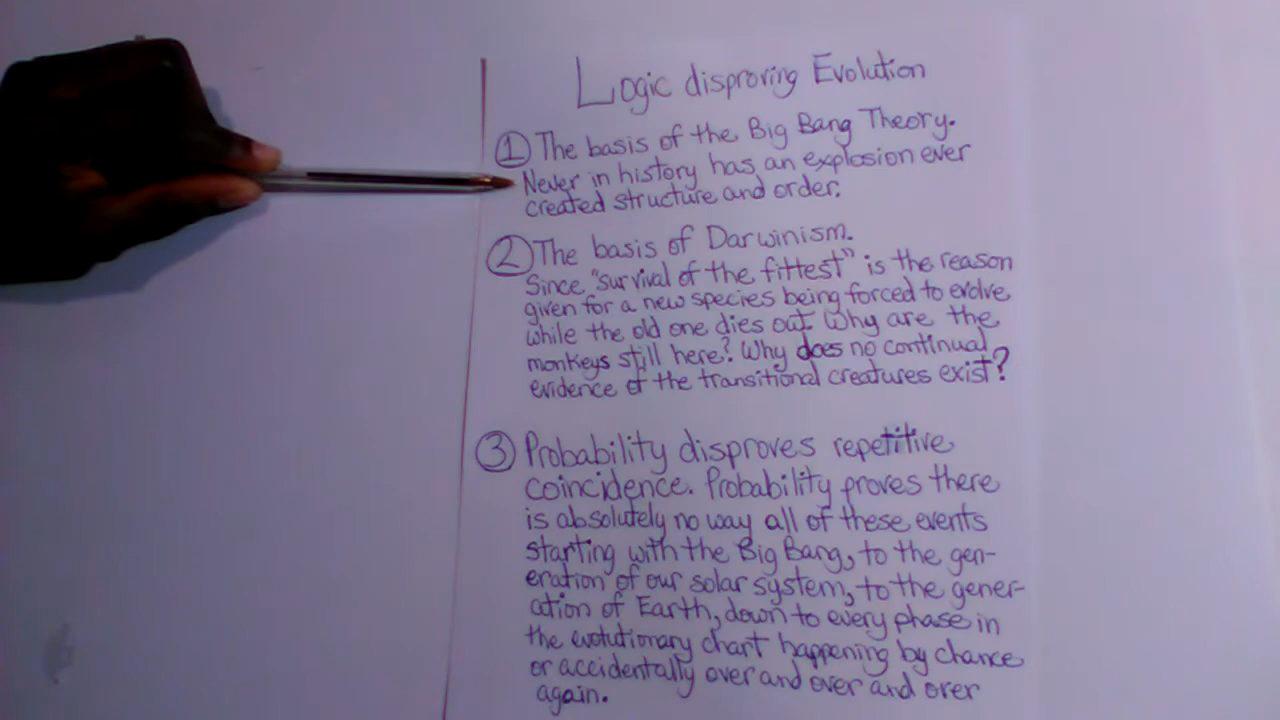 Logic disproving Evolution
① The basis of the Big Bang Theory.
Never in history has an explosion ever
created structure and order.
② The basis of Darwinism.
Since "survival of the fittest" is the reason
given for a new species being forced to evolve
while the old one dies out. Why are the
monkeys still here? Why does no continual
evidence of the transitional creatures exist?
③ Probability disproves repetitive
coincidence. Probability proves there
is absolutely no way all of these events
starting with the Big Bang, to the gen-
eration of our solar system, to the gener-
ation of Earth, down to every phase in
the evolutionary chart happening by chance
or accidentally over and over and over
again.